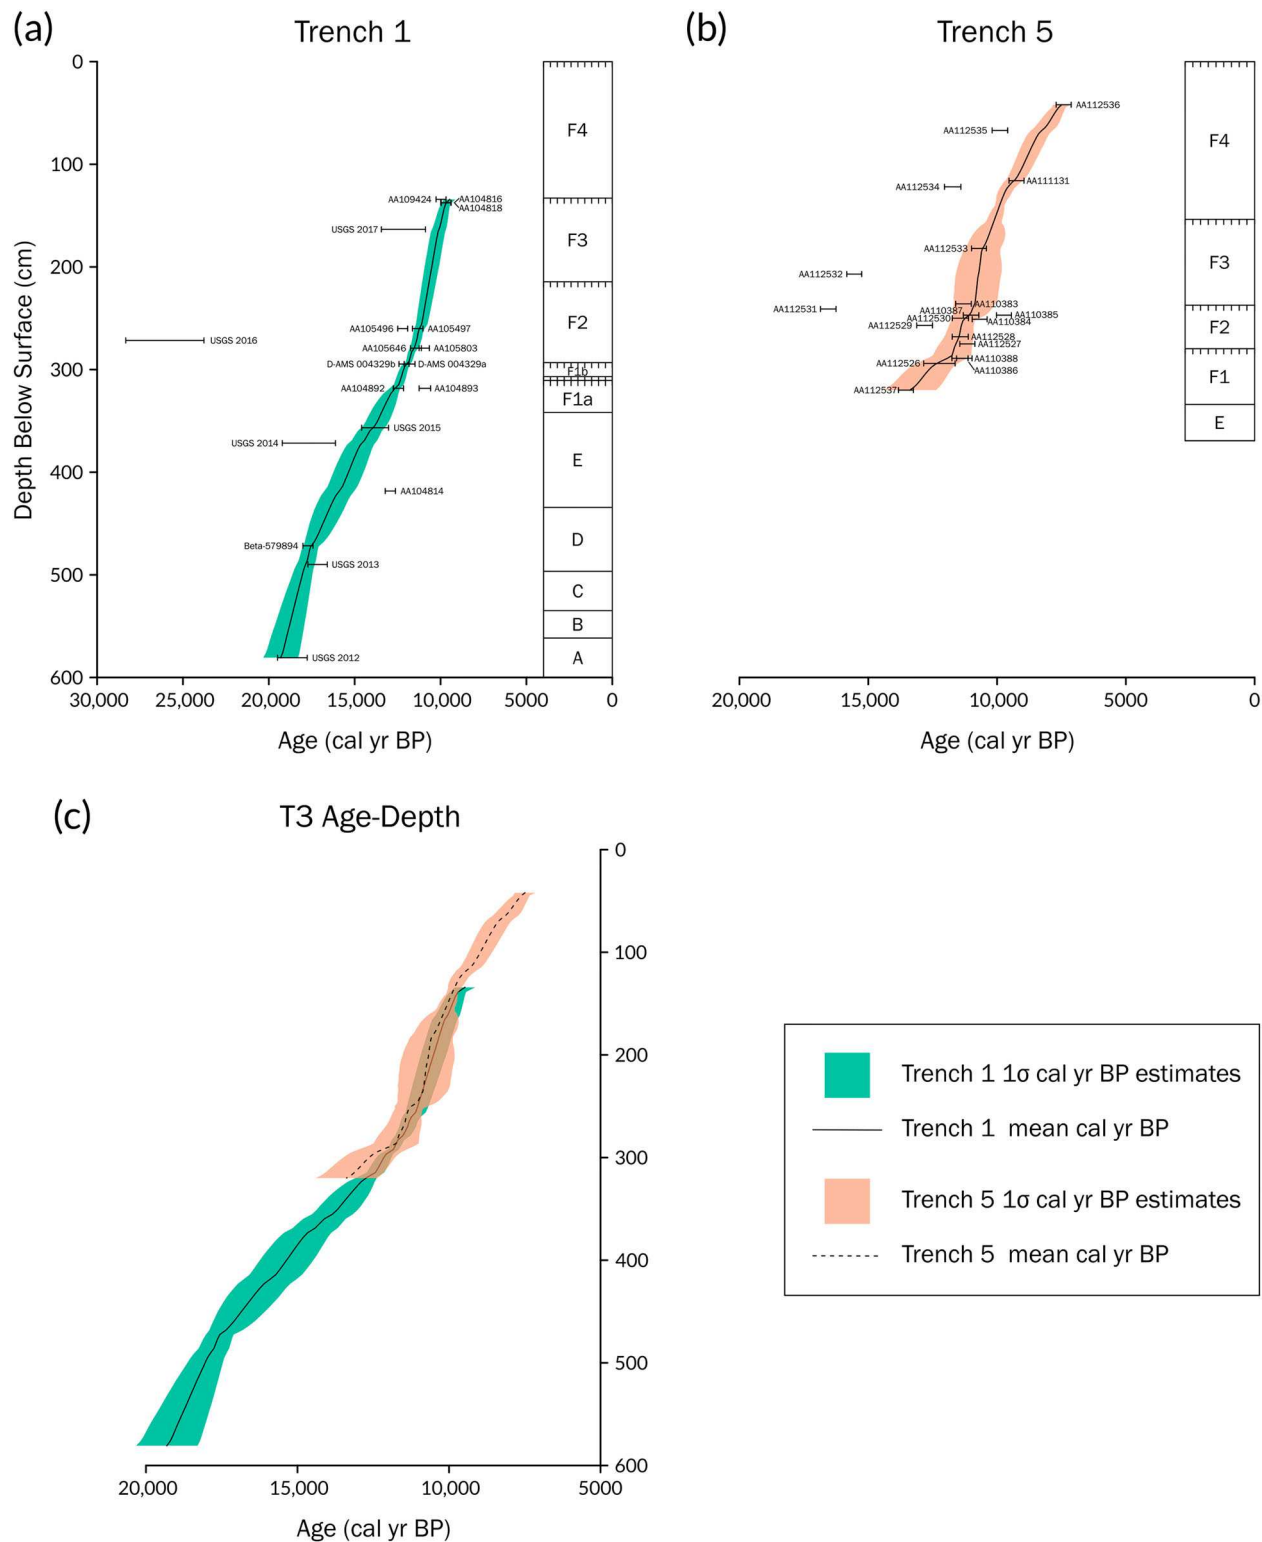 (a)
Trench 1
0
100
200
300
400
500
600
Depth Below Surface (cm)
30,000
25,000
20,000
15,000
10,000
5000
0
Age (cal yr BP)
AA109424
AA104816
AA104818
USGS 2017
AA105496
AA105497
USGS 2016
AA105646
AA105803
D-AMS 004329b
D-AMS 004329a
AA104892
AA104893
USGS 2015
USGS 2014
AA104814
Beta-579894
USGS 2013
USGS 2012
F4
F3
F2
F1b
F1a
E
D
C
B
A
(b)
Trench 5
AA112536
AA112535
AA111131
AA112534
AA112533
AA112532
AA110383
AA112531
AA110387
AA110385
AA112530
AA110384
AA112529
AA112528
AA112527
AA110388
AA112526
AA110386
AA112537
F4
F3
F2
F1
E
20,000
15,000
10,000
5000
0
Age (cal yr BP)
(c)
T3 Age-Depth
0
100
200
300
400
500
600
20,000
15,000
10,000
5000
Age (cal yr BP)
Trench 1 1σ cal yr BP estimates
Trench 1 mean cal yr BP
Trench 5 1σ cal yr BP estimates
Trench 5 mean cal yr BP